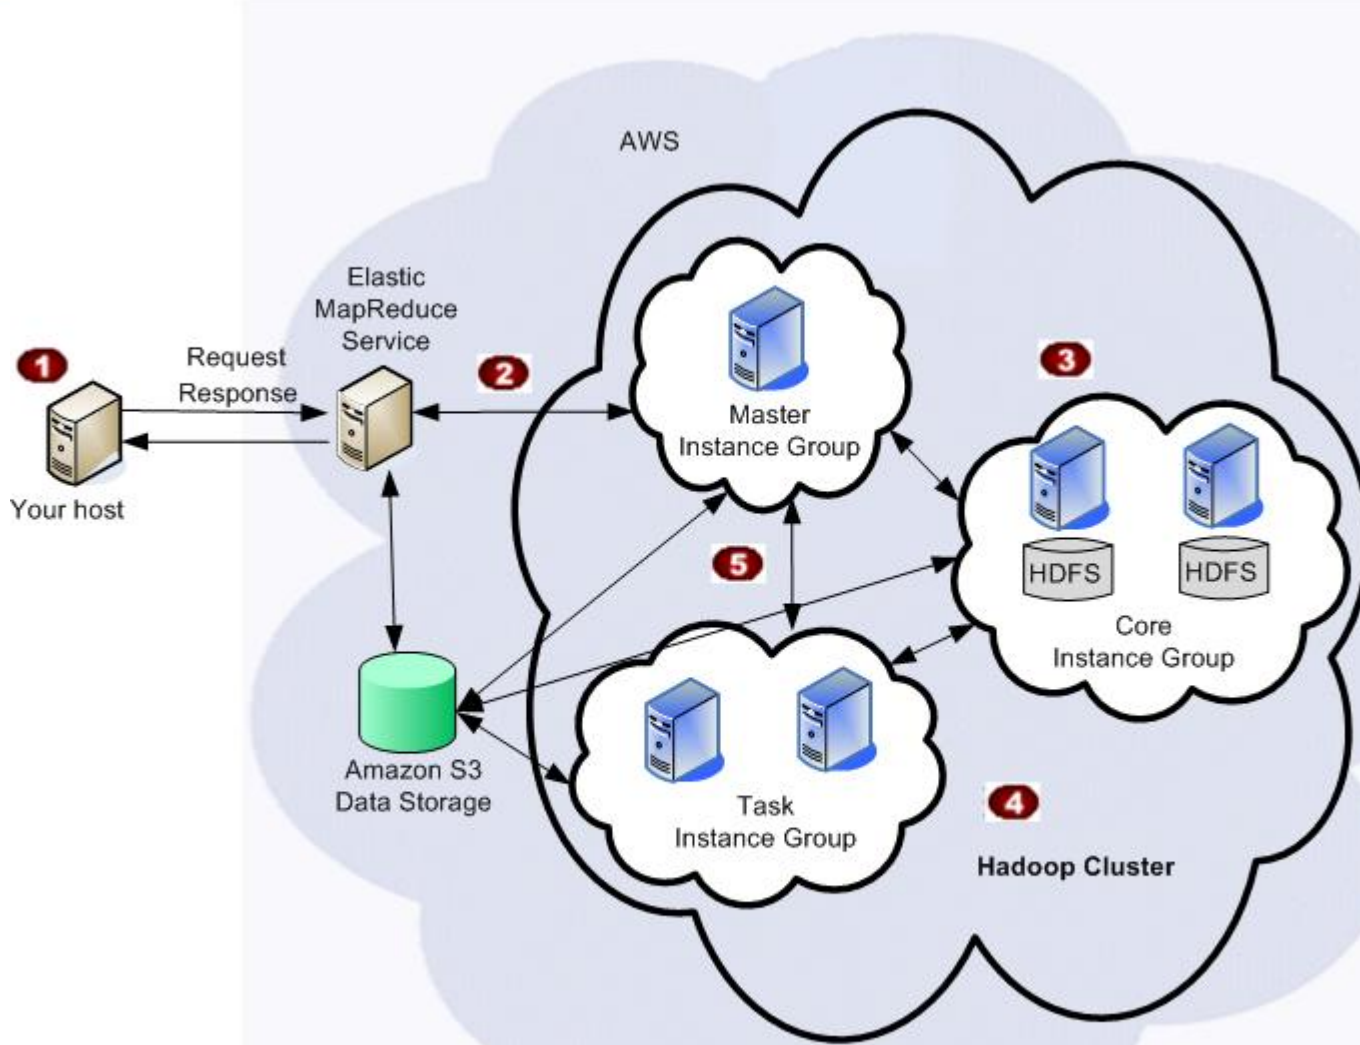 AWS
Elastic
MapReduce
Service
1
Request
Response
2
3
Your host
Master
Instance Group
HDFS
HDFS
5
Core
Instance Group
Amazon S3
Data Storage
Task
Instance Group
4
Hadoop Cluster